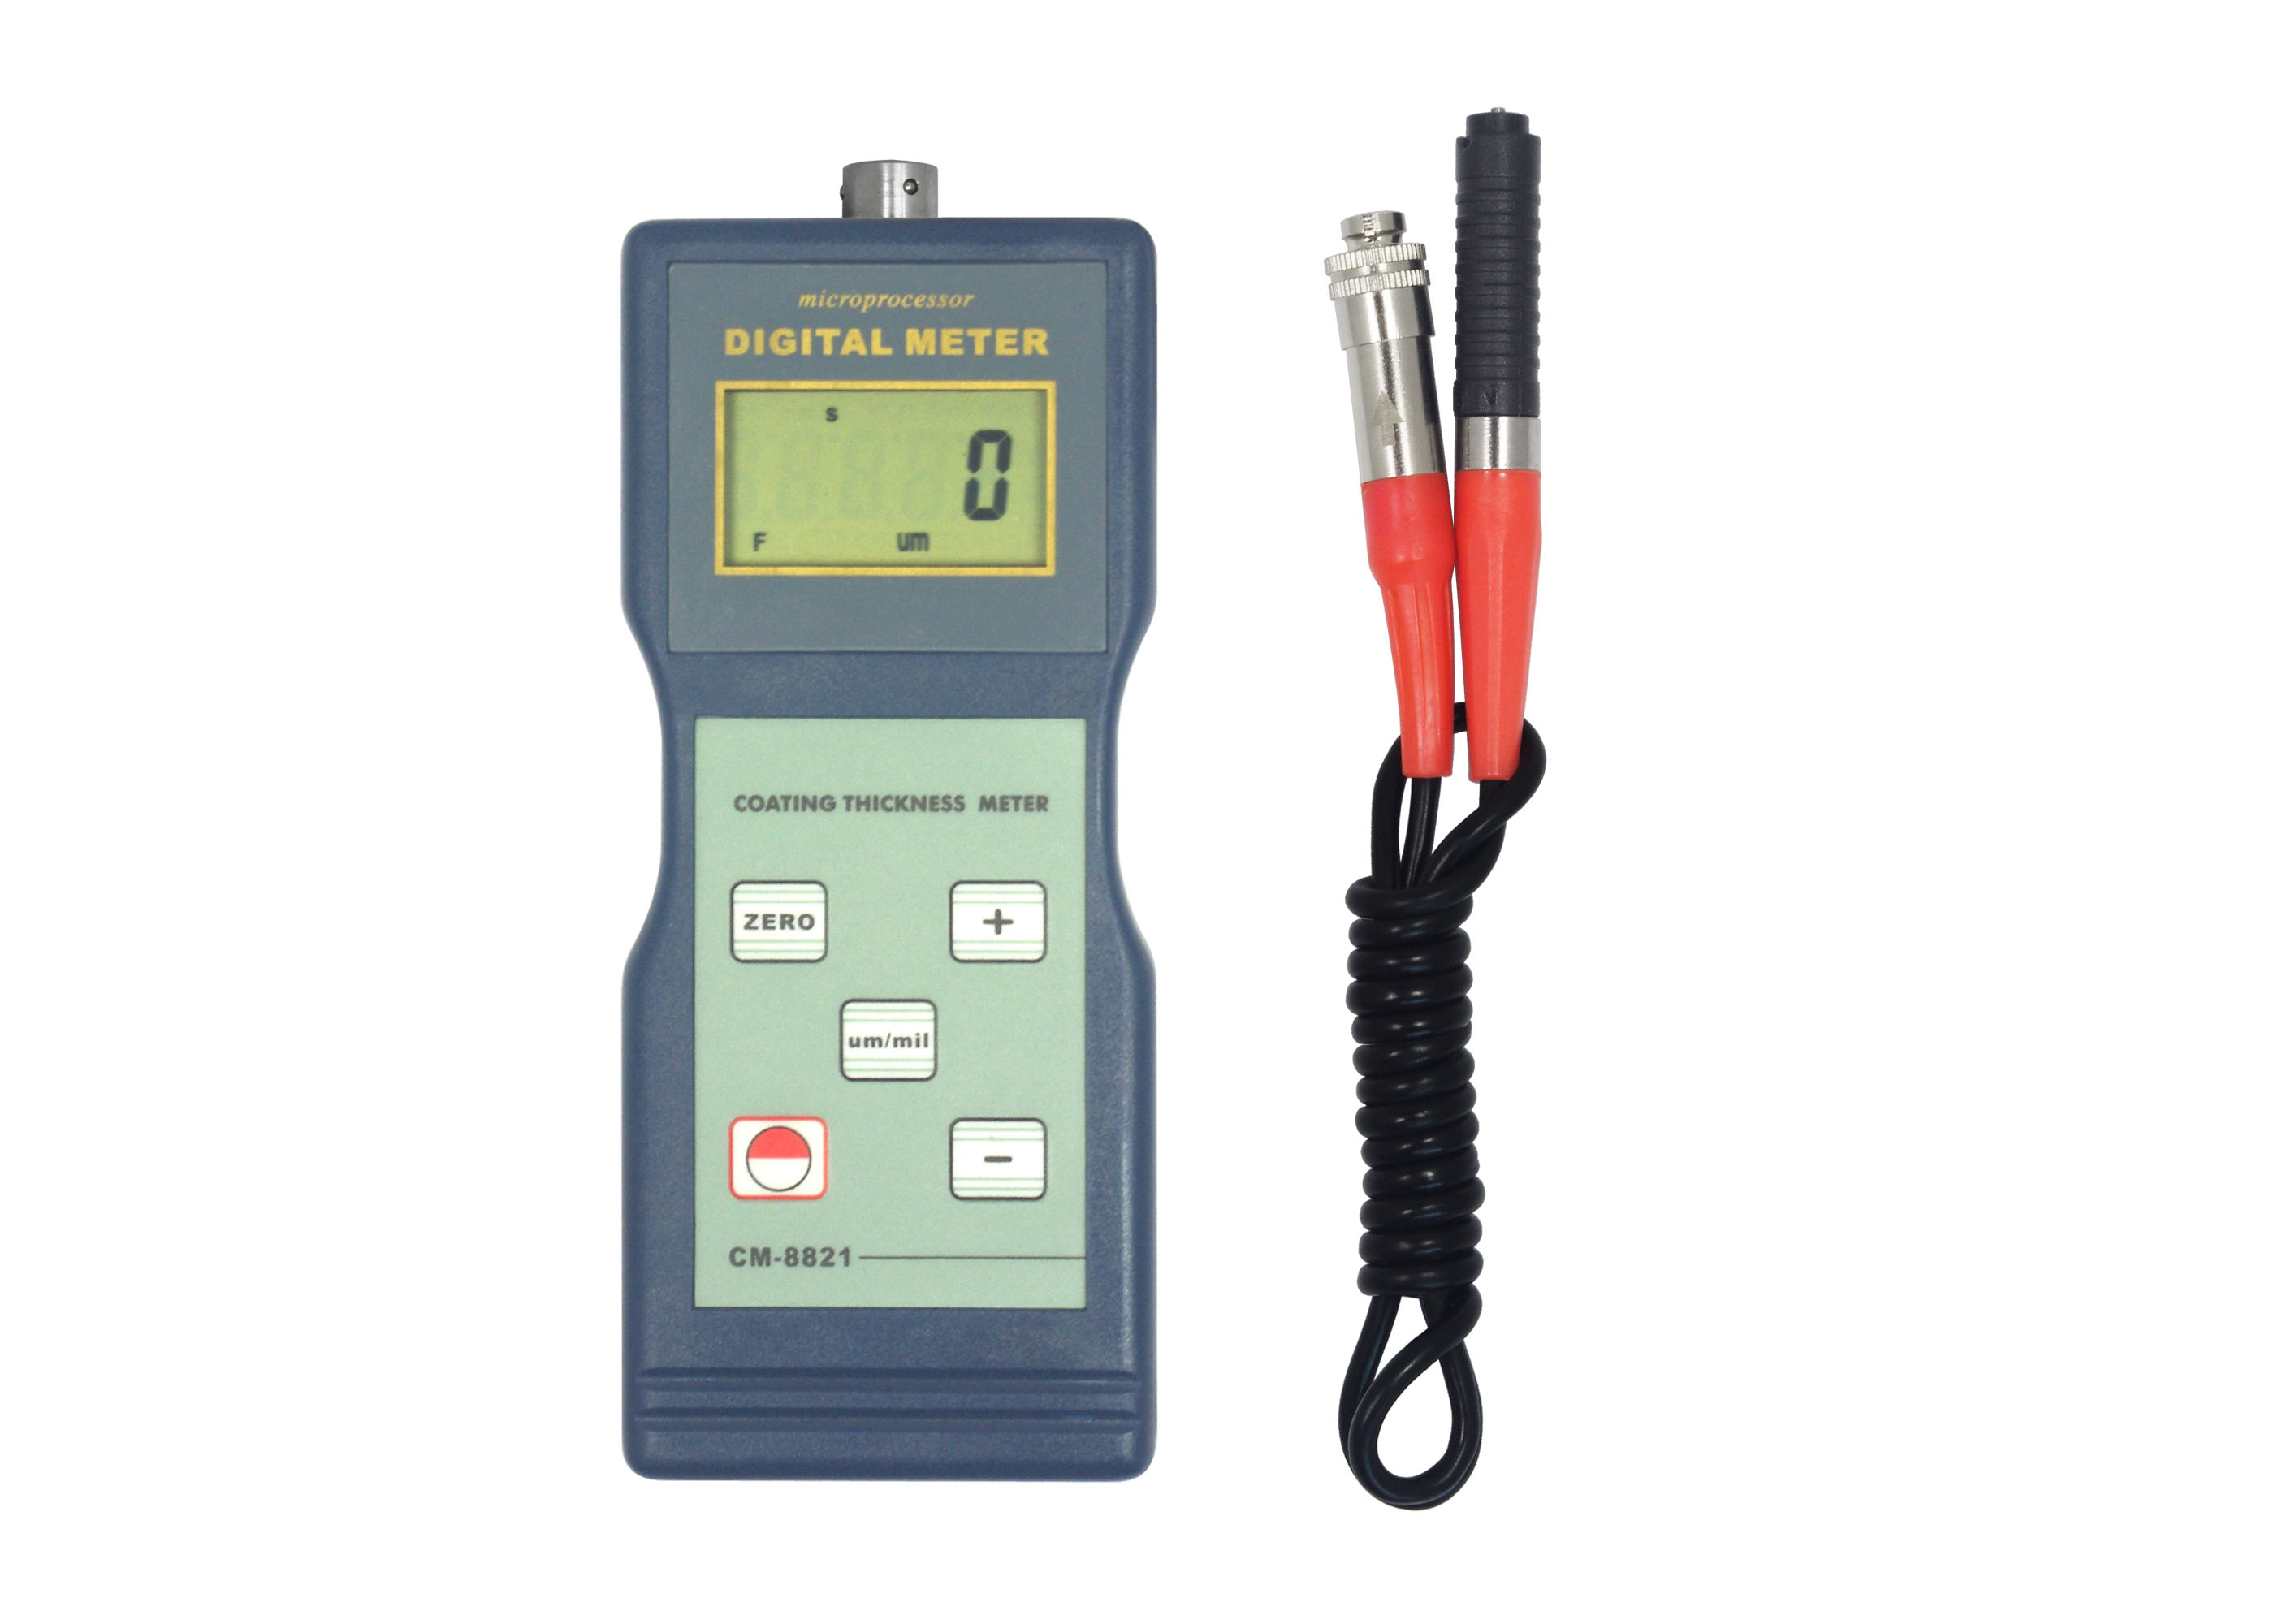 microprocessor
DIGITAL METER
s
0
F um
COATING THICKNESS METER
ZERO +
um/mil
−
CM-8821